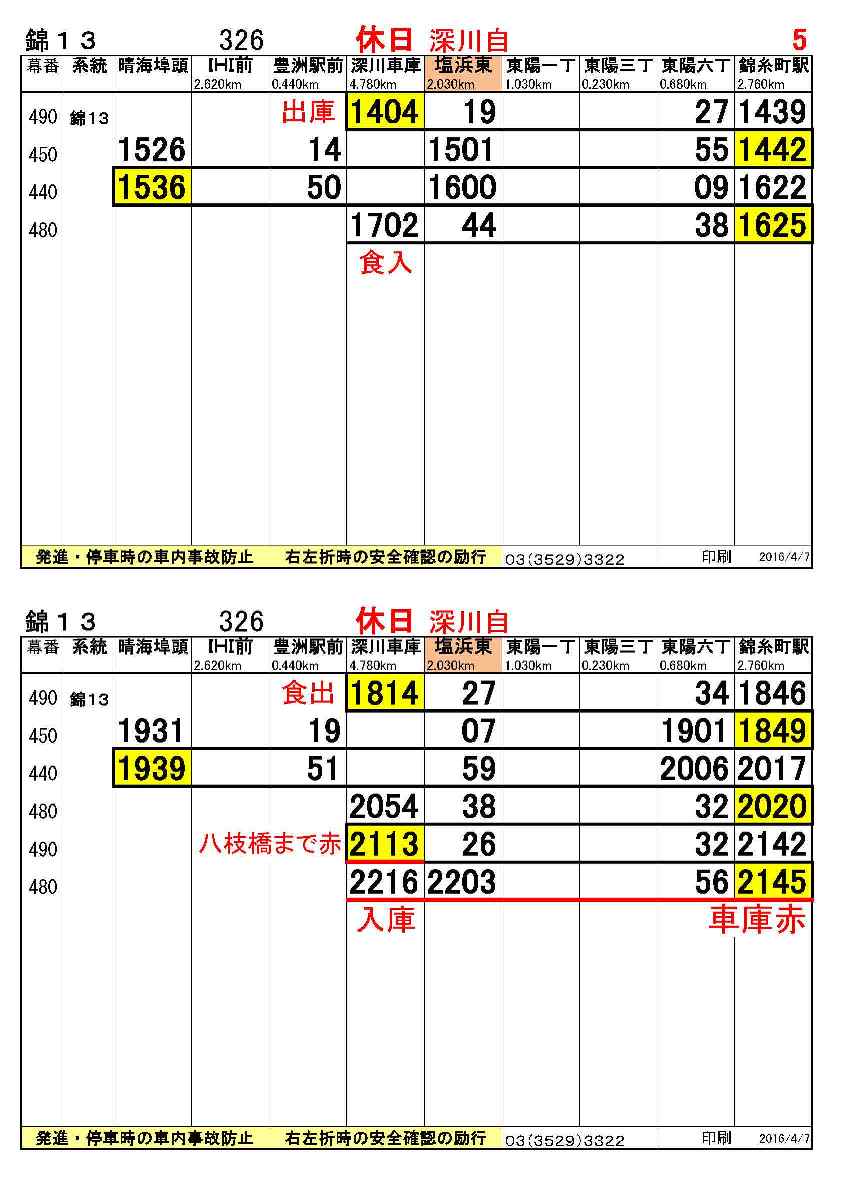 錦１３ 326 休日 深川自 5
幕番 系統 晴海埠頭 IHI前 豊洲駅前 深川車庫 塩浜東 東陽一丁 東陽三丁 東陽六丁 錦糸町駅
2.620km 0.440km 4.780km 2.030km 1.030km 0.230km 0.680km 2.760km
490 錦13 出庫 1404 19 27 1439
450 1526 14 1501 55 1442
440 1536 50 1600 09 1622
480 1702 44 38 1625
食入
発進・停車時の車内事故防止 右左折時の安全確認の励行 03(3529)3322 印刷 2016/4/7
錦１３ 326 休日 深川自
幕番 系統 晴海埠頭 IHI前 豊洲駅前 深川車庫 塩浜東 東陽一丁 東陽三丁 東陽六丁 錦糸町駅
2.620km 0.440km 4.780km 2.030km 1.030km 0.230km 0.680km 2.760km
490 錦13 食出 1814 27 34 1846
450 1931 19 07 1901 1849
440 1939 51 59 2006 2017
480 2054 38 32 2020
490 八枝橋まで赤 2113 26 32 2142
480 2216 2203 56 2145
入庫 車庫赤
発進・停車時の車内事故防止 右左折時の安全確認の励行 03(3529)3322 印刷 2016/4/7